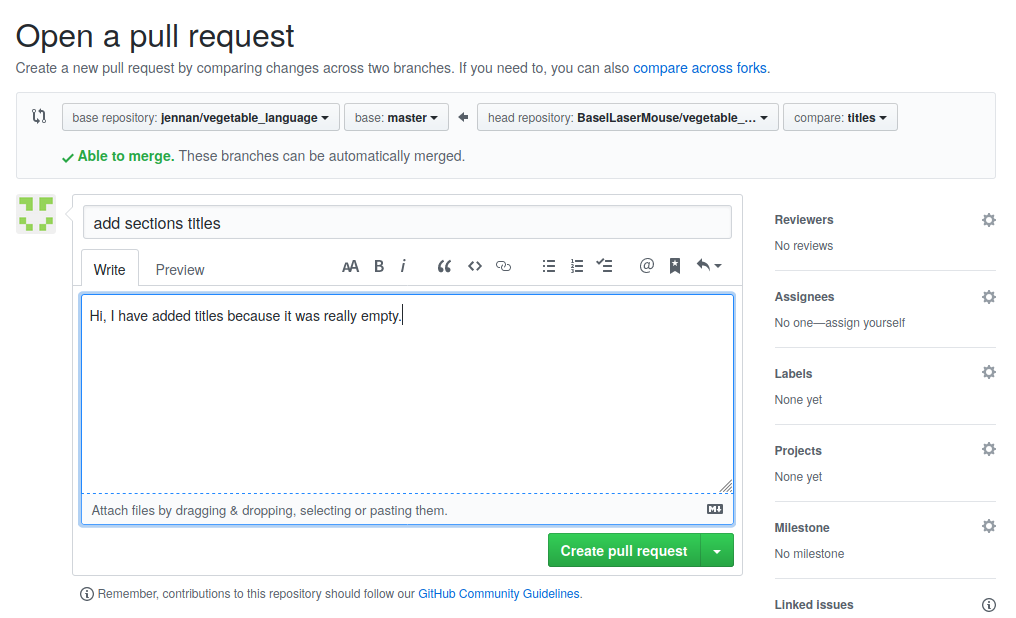 Open a pull request
Create a new pull request by comparing changes across two branches. If you need to, you can also compare across forks.
base repository: jennan/vegetable_language base: master head repository: BaselLaserMouse/vegetable_... compare: titles
Able to merge. These branches can be automatically merged.
add sections titles
Write Preview AA B i @
Hi, I have added titles because it was really empty.
Attach files by dragging & dropping, selecting or pasting them.
Create pull request
Remember, contributions to this repository should follow our GitHub Community Guidelines.
Reviewers
No reviews
Assignees
No one—assign yourself
Labels
None yet
Projects
None yet
Milestone
No milestone
Linked issues